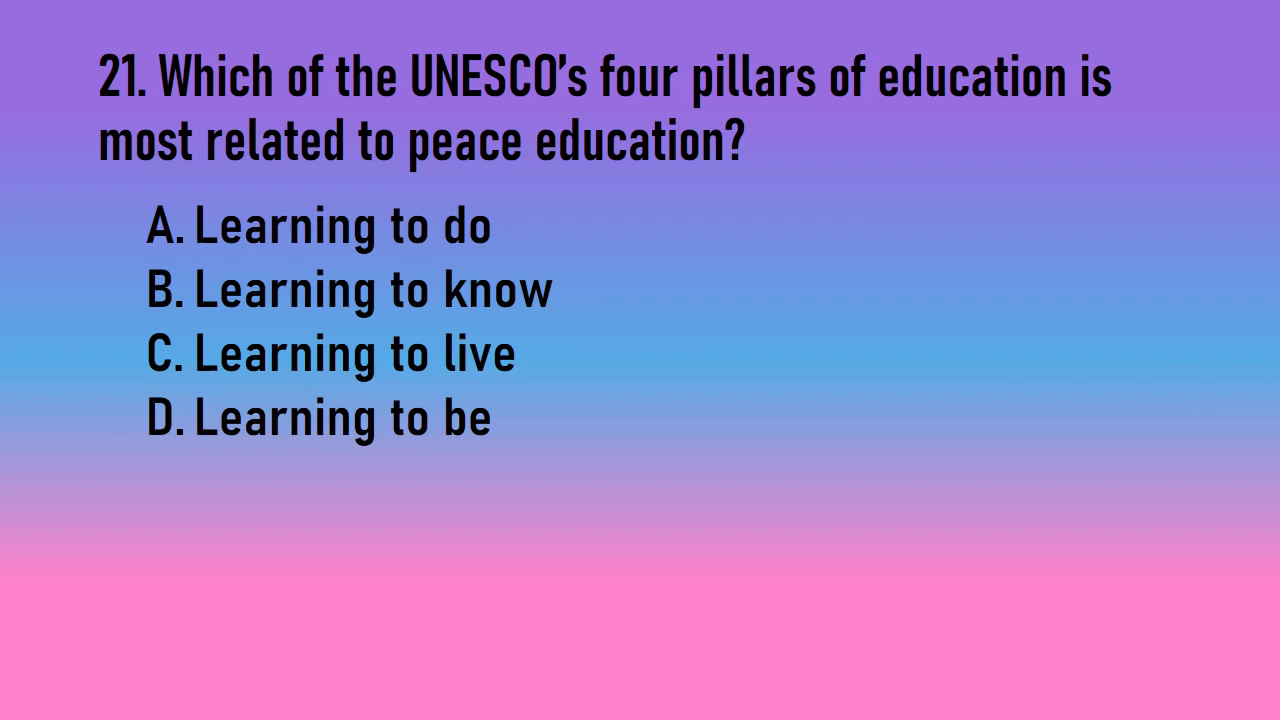 21. Which of the UNESCO’s four pillars of education is
most related to peace education?
A. Learning to do
B. Learning to know
C. Learning to live
D. Learning to be